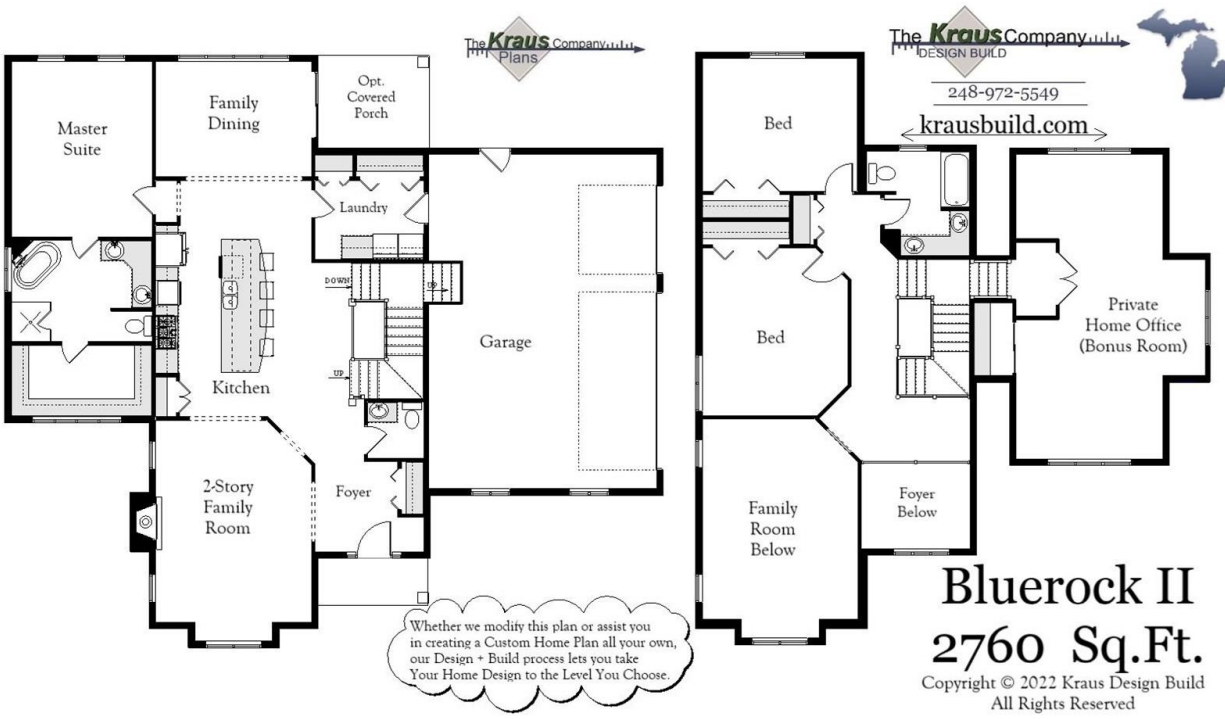 The Kraus Company
Plans
The Kraus Company
DESIGN BUILD
248-972-5549
krausbuild.com
Master
Suite
Family
Dining
Opt.
Covered
Porch
Laundry
DOWN
UP
Garage
Kitchen
UP
2-Story
Family
Room
Foyer
Bed
Bed
Private
Home Office
(Bonus Room)
Family
Room
Below
Foyer
Below
Whether we modify this plan or assist you
in creating a Custom Home Plan all your own,
our Design + Build process lets you take
Your Home Design to the Level You Choose.
Bluerock II
2760 Sq.Ft.
Copyright © 2022 Kraus Design Build
All Rights Reserved